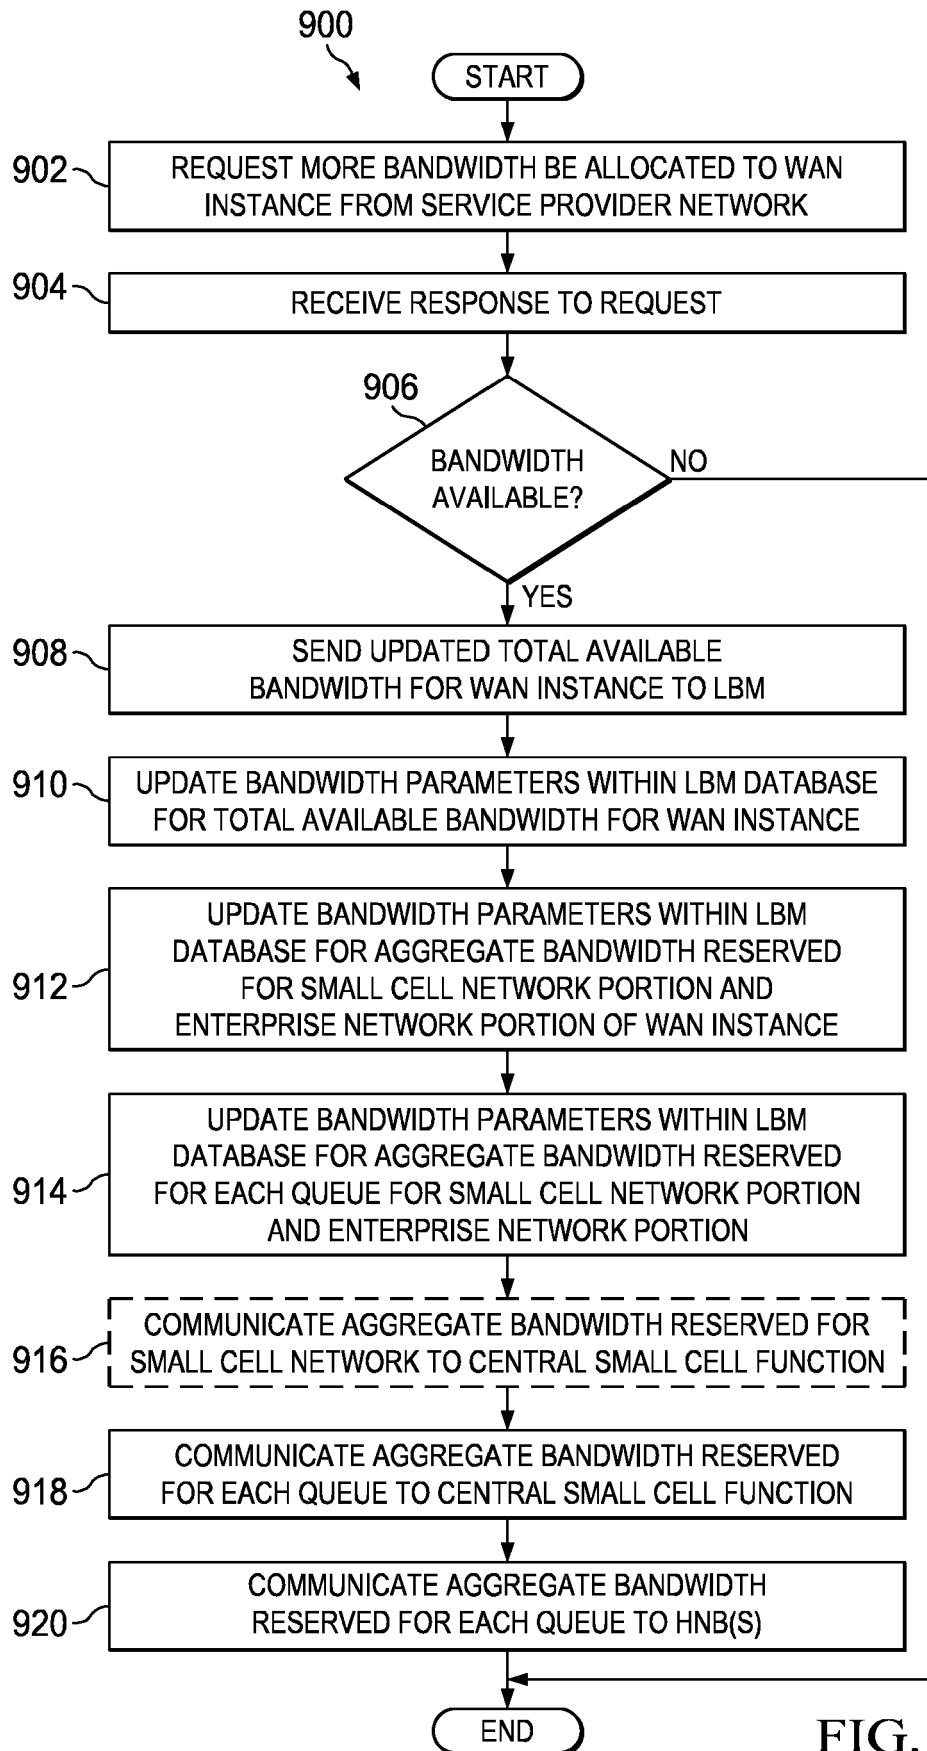 900
START
902
REQUEST MORE BANDWIDTH BE ALLOCATED TO WAN
INSTANCE FROM SERVICE PROVIDER NETWORK
904
RECEIVE RESPONSE TO REQUEST
906
BANDWIDTH
AVAILABLE?
NO
YES
908
SEND UPDATED TOTAL AVAILABLE
BANDWIDTH FOR WAN INSTANCE TO LBM
910
UPDATE BANDWIDTH PARAMETERS WITHIN LBM DATABASE
FOR TOTAL AVAILABLE BANDWIDTH FOR WAN INSTANCE
912
UPDATE BANDWIDTH PARAMETERS WITHIN LBM
DATABASE FOR AGGREGATE BANDWIDTH RESERVED
FOR SMALL CELL NETWORK PORTION AND
ENTERPRISE NETWORK PORTION OF WAN INSTANCE
914
UPDATE BANDWIDTH PARAMETERS WITHIN LBM
DATABASE FOR AGGREGATE BANDWIDTH RESERVED
FOR EACH QUEUE FOR SMALL CELL NETWORK PORTION
AND ENTERPRISE NETWORK PORTION
916
COMMUNICATE AGGREGATE BANDWIDTH RESERVED FOR
SMALL CELL NETWORK TO CENTRAL SMALL CELL FUNCTION
918
COMMUNICATE AGGREGATE BANDWIDTH RESERVED
FOR EACH QUEUE TO CENTRAL SMALL CELL FUNCTION
920
COMMUNICATE AGGREGATE BANDWIDTH
RESERVED FOR EACH QUEUE TO HNB(S)
END
FIG.